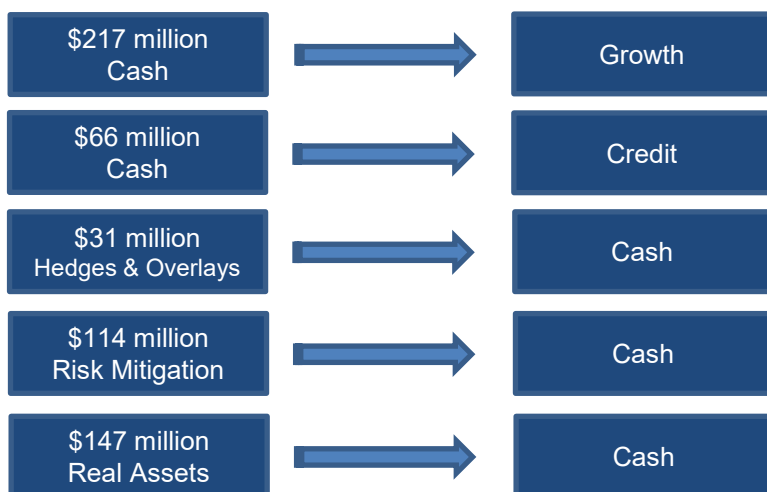 $217 million
Cash
Growth
$66 million
Cash
Credit
$31 million
Hedges & Overlays
Cash
$114 million
Risk Mitigation
Cash
$147 million
Real Assets
Cash